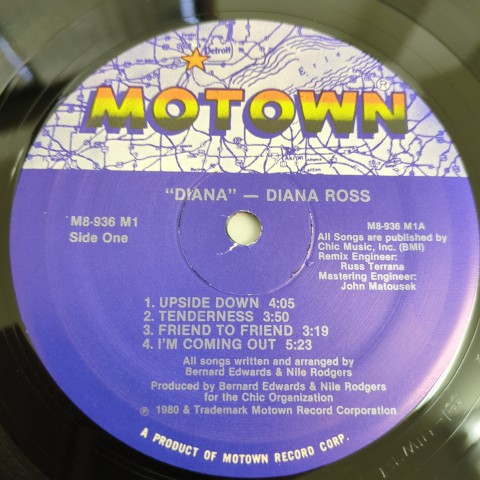 Detroit
Erie
MOTOWN®
"DIANA" — DIANA ROSS
M8-936 M1
Side One
M8-936 M1A
All Songs are published by
Chic Music, Inc. (BMI)
Remix Engineer:
Russ Terrana
Mastering Engineer:
John Matousek
1. UPSIDE DOWN 4:05
2. TENDERNESS 3:50
3. FRIEND TO FRIEND 3:19
4. I'M COMING OUT 5:23
All songs written and arranged by
Bernard Edwards & Nile Rodgers
Produced by Bernard Edwards & Nile Rodgers
for the Chic Organization
℗ 1980 & Trademark Motown Record Corporation
A PRODUCT OF MOTOWN RECORD CORP.